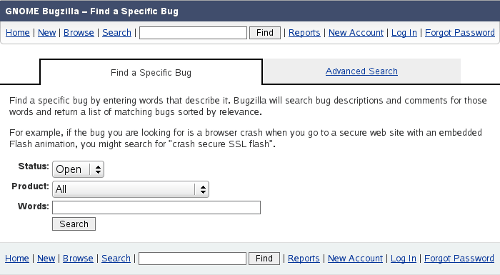 GNOME Bugzilla – Find a Specific Bug
Home | New | Browse | Search | Find | Reports | New Account | Log In | Forgot Password
Find a Specific Bug Advanced Search
Find a specific bug by entering words that describe it. Bugzilla will search bug descriptions and comments for those
words and return a list of matching bugs sorted by relevance.
For example, if the bug you are looking for is a browser crash when you go to a secure web site with an embedded
Flash animation, you might search for "crash secure SSL flash".
Status: Open
Product: All
Words:
Search
Home | New | Browse | Search | Find | Reports | New Account | Log In | Forgot Password